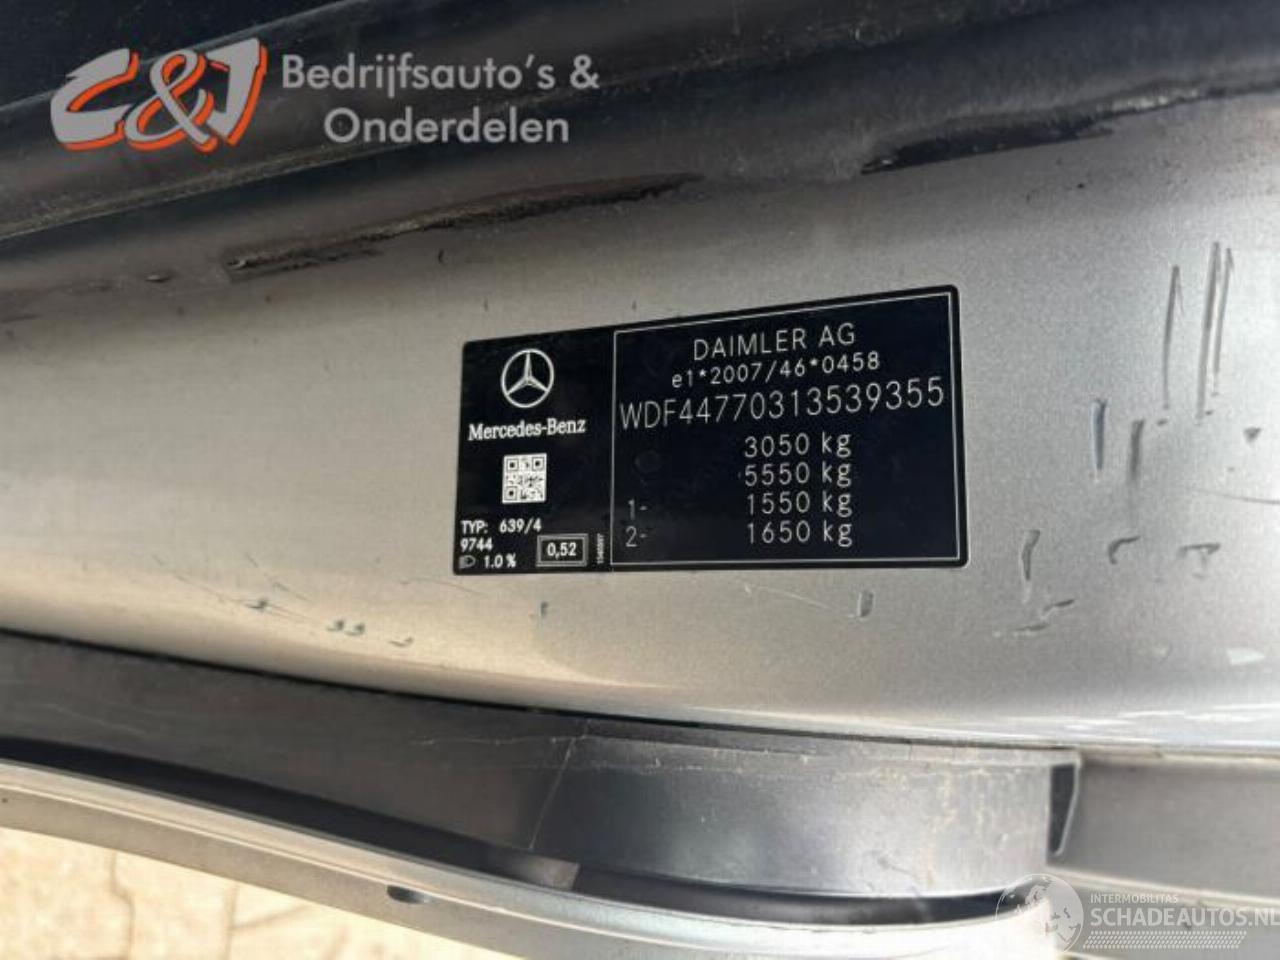 C&J Bedrijfsauto's &
Onderdelen
DAIMLER AG
e1*2007/46*0458
WDF44770313539355
3050 kg
5550 kg
1- 1550 kg
2- 1650 kg
Mercedes-Benz
TYP: 639/4
9744
1.0 %
0,52
INTERMOBILITAS
SCHADEAUTOS.NL